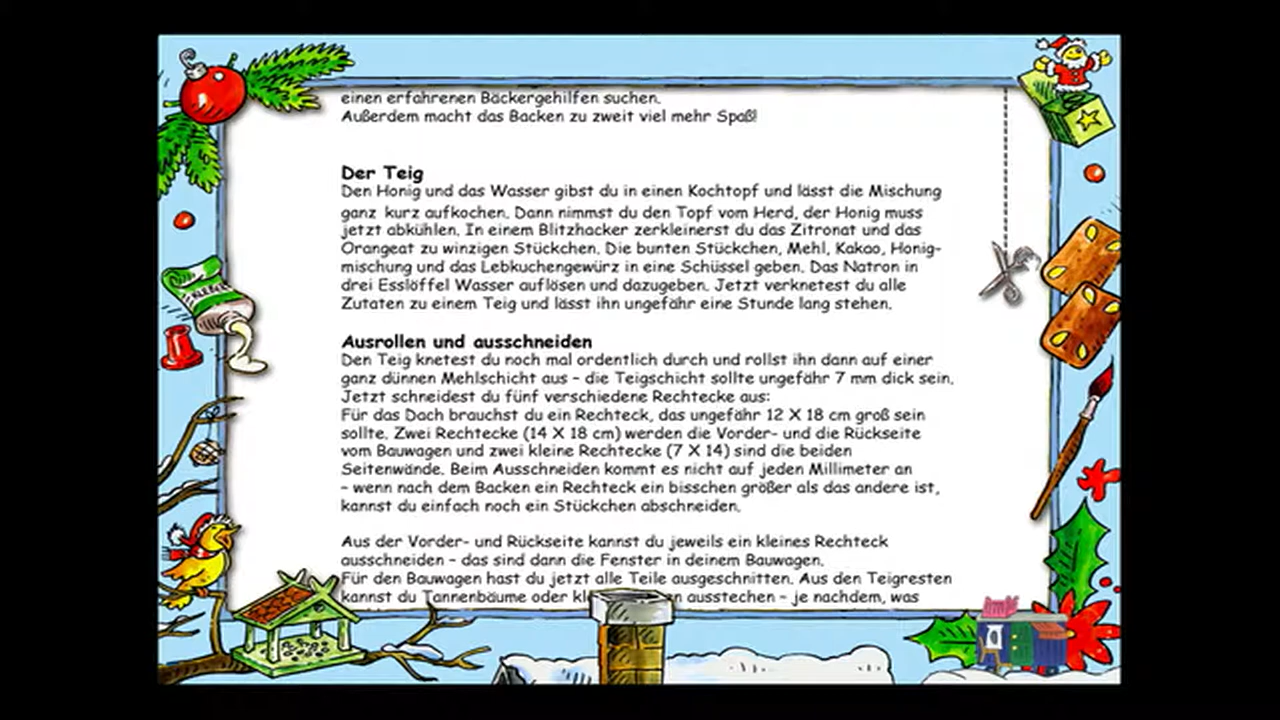 einen erfahrenen Bäckergehilfen suchen.
Außerdem macht das Backen zu zweit viel mehr Spaß!
Der Teig
Den Honig und das Wasser gibst du in einen Kochtopf und lässt die Mischung
ganz kurz aufkochen. Dann nimmst du den Topf vom Herd, der Honig muss
jetzt abkühlen. In einem Blitzhacker zerkleinerst du das Zitronat und das
Orangeat zu winzigen Stückchen. Die bunten Stückchen, Mehl, Kakao, Honig-
mischung und das Lebkuchengewürz in eine Schüssel geben. Das Natron in
drei Esslöffel Wasser auflösen und dazugeben. Jetzt verknetest du alle
Zutaten zu einem Teig und lässt ihn ungefähr eine Stunde lang stehen.
Ausrollen und ausschneiden
Den Teig knetest du noch mal ordentlich durch und rollst ihn dann auf einer
ganz dünnen Mehlschicht aus – die Teigschicht sollte ungefähr 7 mm dick sein.
Jetzt schneidest du fünf verschiedene Rechtecke aus:
Für das Dach brauchst du ein Rechteck, das ungefähr 12 X 18 cm groß sein
sollte. Zwei Rechtecke (14 X 18 cm) werden die Vorder- und die Rückseite
vom Bauwagen und zwei kleine Rechtecke (7 X 14) sind die beiden
Seitenwände. Beim Ausschneiden kommt es nicht auf jeden Millimeter an
– wenn nach dem Backen ein Rechteck ein bisschen größer als das andere ist,
kannst du einfach noch ein Stückchen abschneiden.
Aus der Vorder- und Rückseite kannst du jeweils ein kleines Rechteck
ausschneiden – das sind dann die Fenster in deinem Bauwagen.
Für den Bauwagen hast du jetzt alle Teile ausgeschnitten. Aus den Teigresten
kannst du Tannenbäume oder ausstechen – je nachdem, was
KLEBER